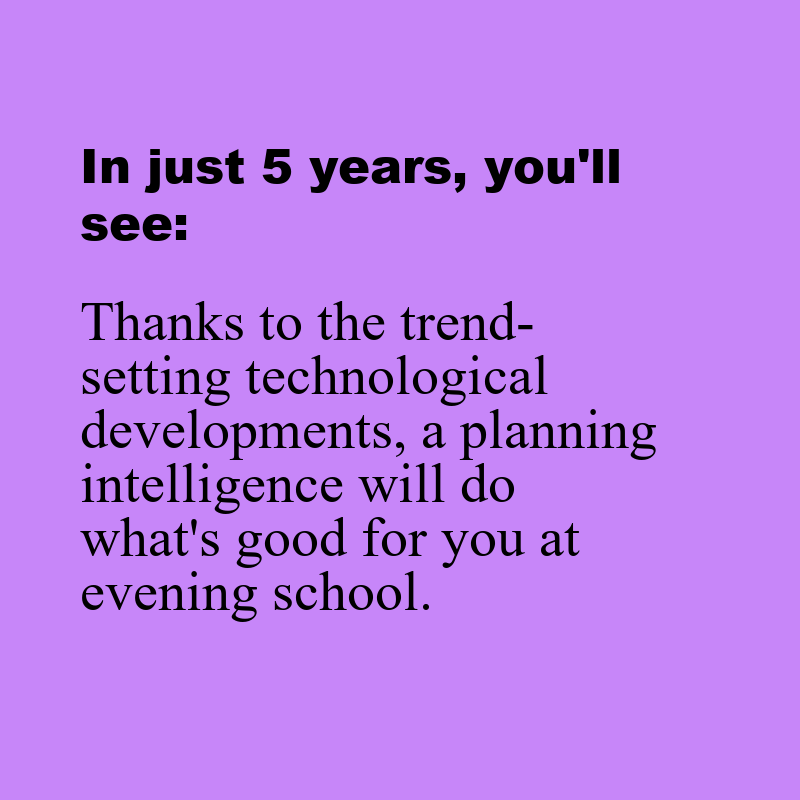 In just 5 years, you'll
see:
Thanks to the trend-
setting technological
developments, a planning
intelligence will do
what's good for you at
evening school.